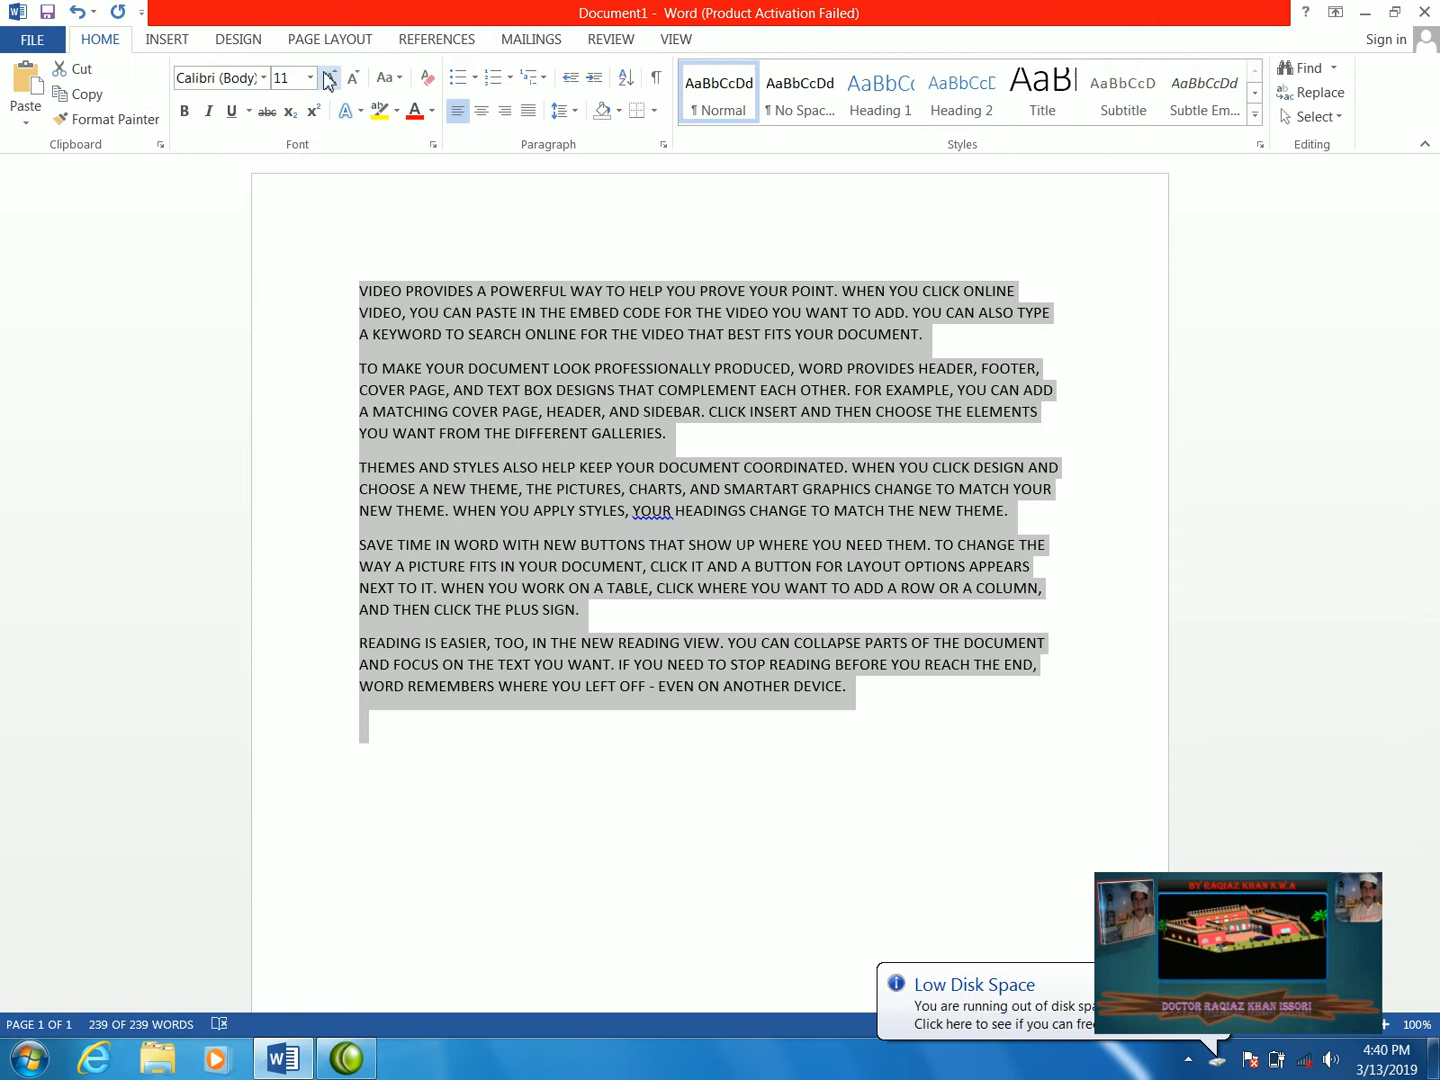 Document1 - Word (Product Activation Failed)
FILE HOME INSERT DESIGN PAGE LAYOUT REFERENCES MAILINGS REVIEW VIEW Sign in
Paste
Cut
Copy
Format Painter
Calibri (Body) 11
AaBbCcDd AaBbCcDd AaBbCc AaBbCcD AaB AaBbCcD AaBbCcDd
¶ Normal ¶ No Spac... Heading 1 Heading 2 Title Subtitle Subtle Em...
Find
Replace
Select
Clipboard Font Paragraph Styles Editing
VIDEO PROVIDES A POWERFUL WAY TO HELP YOU PROVE YOUR POINT. WHEN YOU CLICK ONLINE
VIDEO, YOU CAN PASTE IN THE EMBED CODE FOR THE VIDEO YOU WANT TO ADD. YOU CAN ALSO TYPE
A KEYWORD TO SEARCH ONLINE FOR THE VIDEO THAT BEST FITS YOUR DOCUMENT.
TO MAKE YOUR DOCUMENT LOOK PROFESSIONALLY PRODUCED, WORD PROVIDES HEADER, FOOTER,
COVER PAGE, AND TEXT BOX DESIGNS THAT COMPLEMENT EACH OTHER. FOR EXAMPLE, YOU CAN ADD
A MATCHING COVER PAGE, HEADER, AND SIDEBAR. CLICK INSERT AND THEN CHOOSE THE ELEMENTS
YOU WANT FROM THE DIFFERENT GALLERIES.
THEMES AND STYLES ALSO HELP KEEP YOUR DOCUMENT COORDINATED. WHEN YOU CLICK DESIGN AND
CHOOSE A NEW THEME, THE PICTURES, CHARTS, AND SMARTART GRAPHICS CHANGE TO MATCH YOUR
NEW THEME. WHEN YOU APPLY STYLES, YOUR HEADINGS CHANGE TO MATCH THE NEW THEME.
SAVE TIME IN WORD WITH NEW BUTTONS THAT SHOW UP WHERE YOU NEED THEM. TO CHANGE THE
WAY A PICTURE FITS IN YOUR DOCUMENT, CLICK IT AND A BUTTON FOR LAYOUT OPTIONS APPEARS
NEXT TO IT. WHEN YOU WORK ON A TABLE, CLICK WHERE YOU WANT TO ADD A ROW OR A COLUMN,
AND THEN CLICK THE PLUS SIGN.
READING IS EASIER, TOO, IN THE NEW READING VIEW. YOU CAN COLLAPSE PARTS OF THE DOCUMENT
AND FOCUS ON THE TEXT YOU WANT. IF YOU NEED TO STOP READING BEFORE YOU REACH THE END,
WORD REMEMBERS WHERE YOU LEFT OFF - EVEN ON ANOTHER DEVICE.
BY RAQIAZ KHAN N.W.A
DOCTOR RAQIAZ KHAN ISSORI
Low Disk Space
You are running out of disk
Click here to see if you can
PAGE 1 OF 1 239 OF 239 WORDS 100%
4:40 PM
3/13/2019